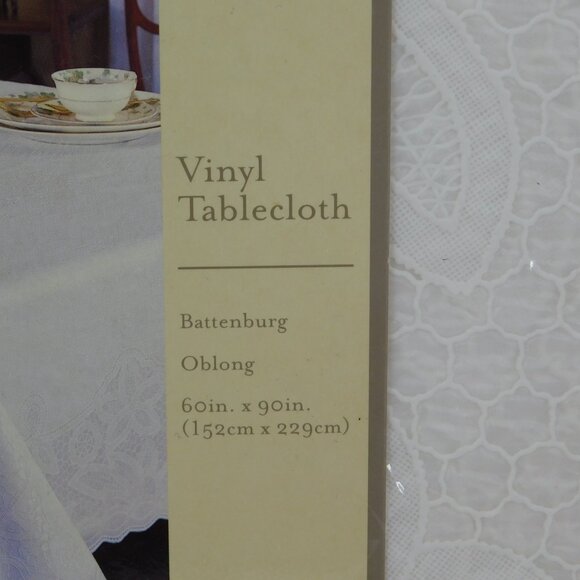 Vinyl
Tablecloth
Battenburg
Oblong
60in. x 90in.
(152cm x 229cm)